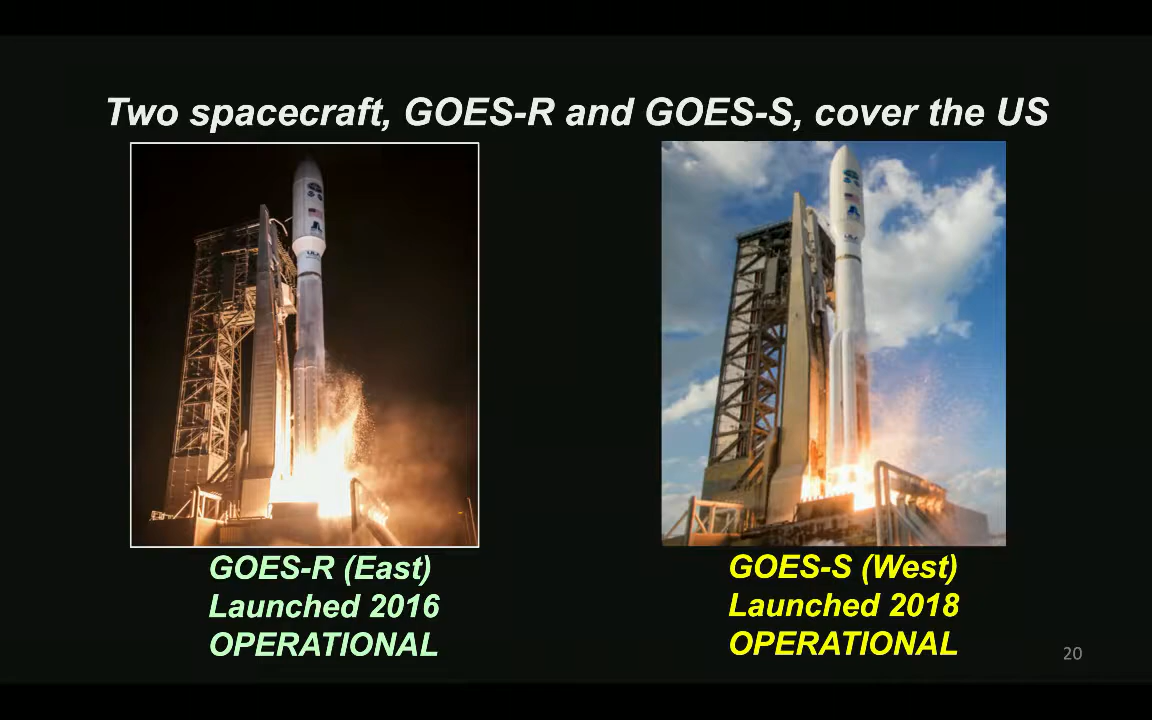 Two spacecraft, GOES-R and GOES-S, cover the US
GOES-R (East)
Launched 2016
OPERATIONAL
GOES-S (West)
Launched 2018
OPERATIONAL
20